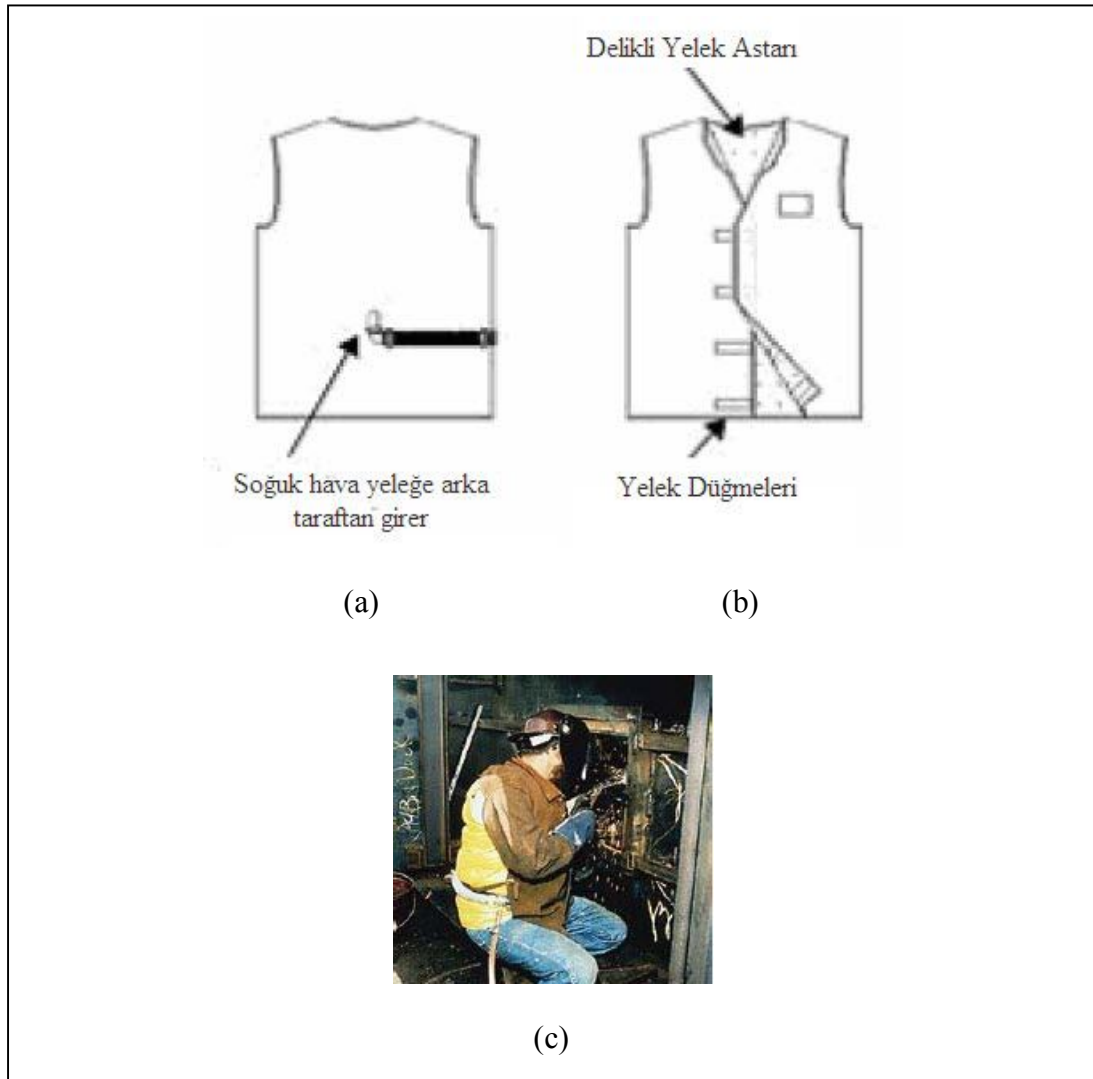 Delikli Yelek Astarı
Soğuk hava yeleğe arka
taraftan girer
Yelek Düğmeleri
(a)
(b)
(c)